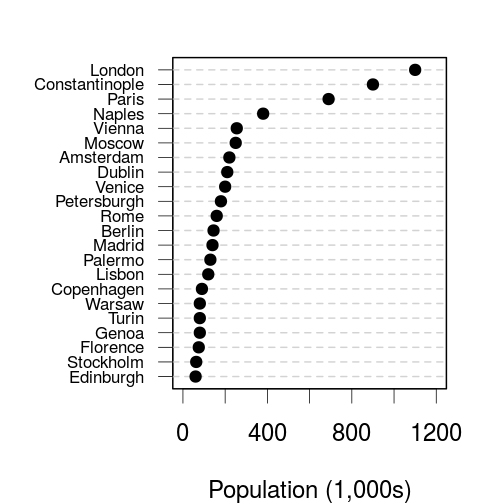 London
Constantinople
Paris
Naples
Vienna
Moscow
Amsterdam
Dublin
Venice
Petersburgh
Rome
Berlin
Madrid
Palermo
Lisbon
Copenhagen
Warsaw
Turin
Genoa
Florence
Stockholm
Edinburgh
0 400 800 1200
Population (1,000s)